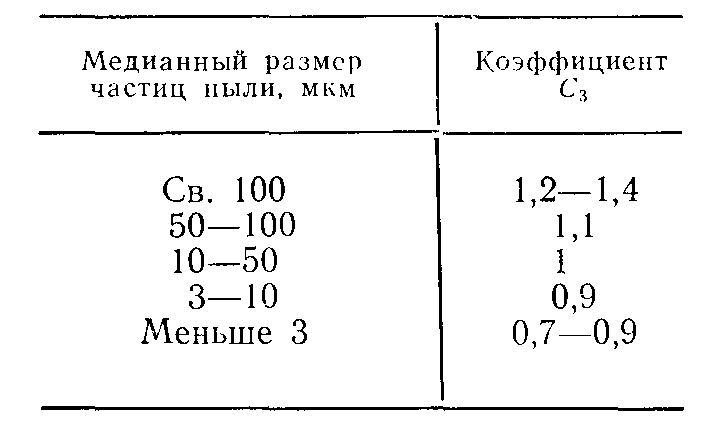 Медианный размер Коэффициент
частиц пыли, мкм C₃
Св. 100 1,2—1,4
50—100 1,1
10—50 1
3—10 0,9
Меньше 3 0,7—0,9